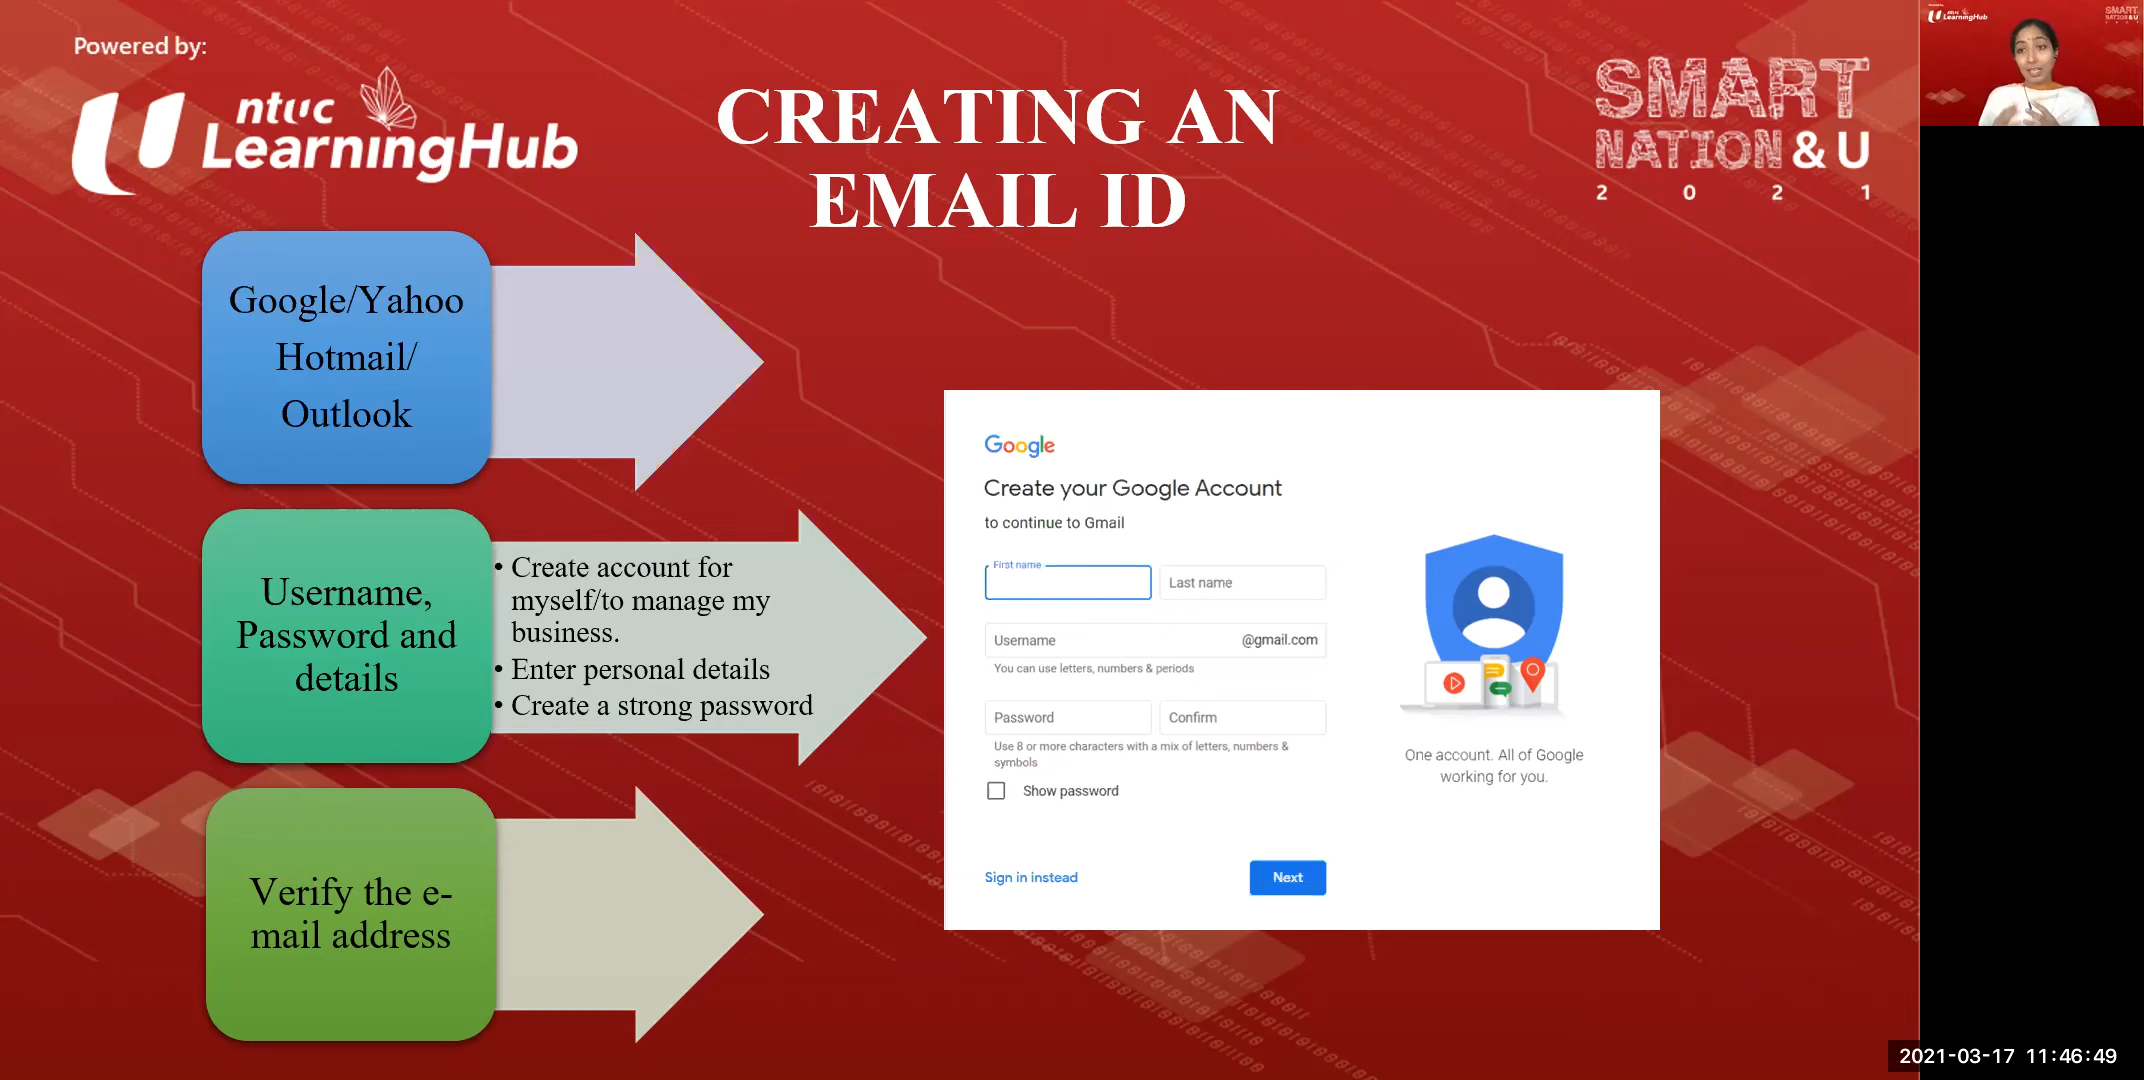 Powered by:
ntuc
LearningHub
CREATING AN
EMAIL ID
SMART
NATION & U
2 0 2 1
Google/Yahoo
Hotmail/
Outlook
Username,
Password and
details
• Create account for
myself/to manage my
business.
• Enter personal details
• Create a strong password
Verify the e-
mail address
Google
Create your Google Account
to continue to Gmail
First name
Last name
Username
@gmail.com
You can use letters, numbers & periods
Password
Confirm
Use 8 or more characters with a mix of letters, numbers &
symbols
Show password
Sign in instead
Next
One account. All of Google
working for you.
ntuc
LearningHub
SMART
NATION & U
2021-03-17 11:46:49